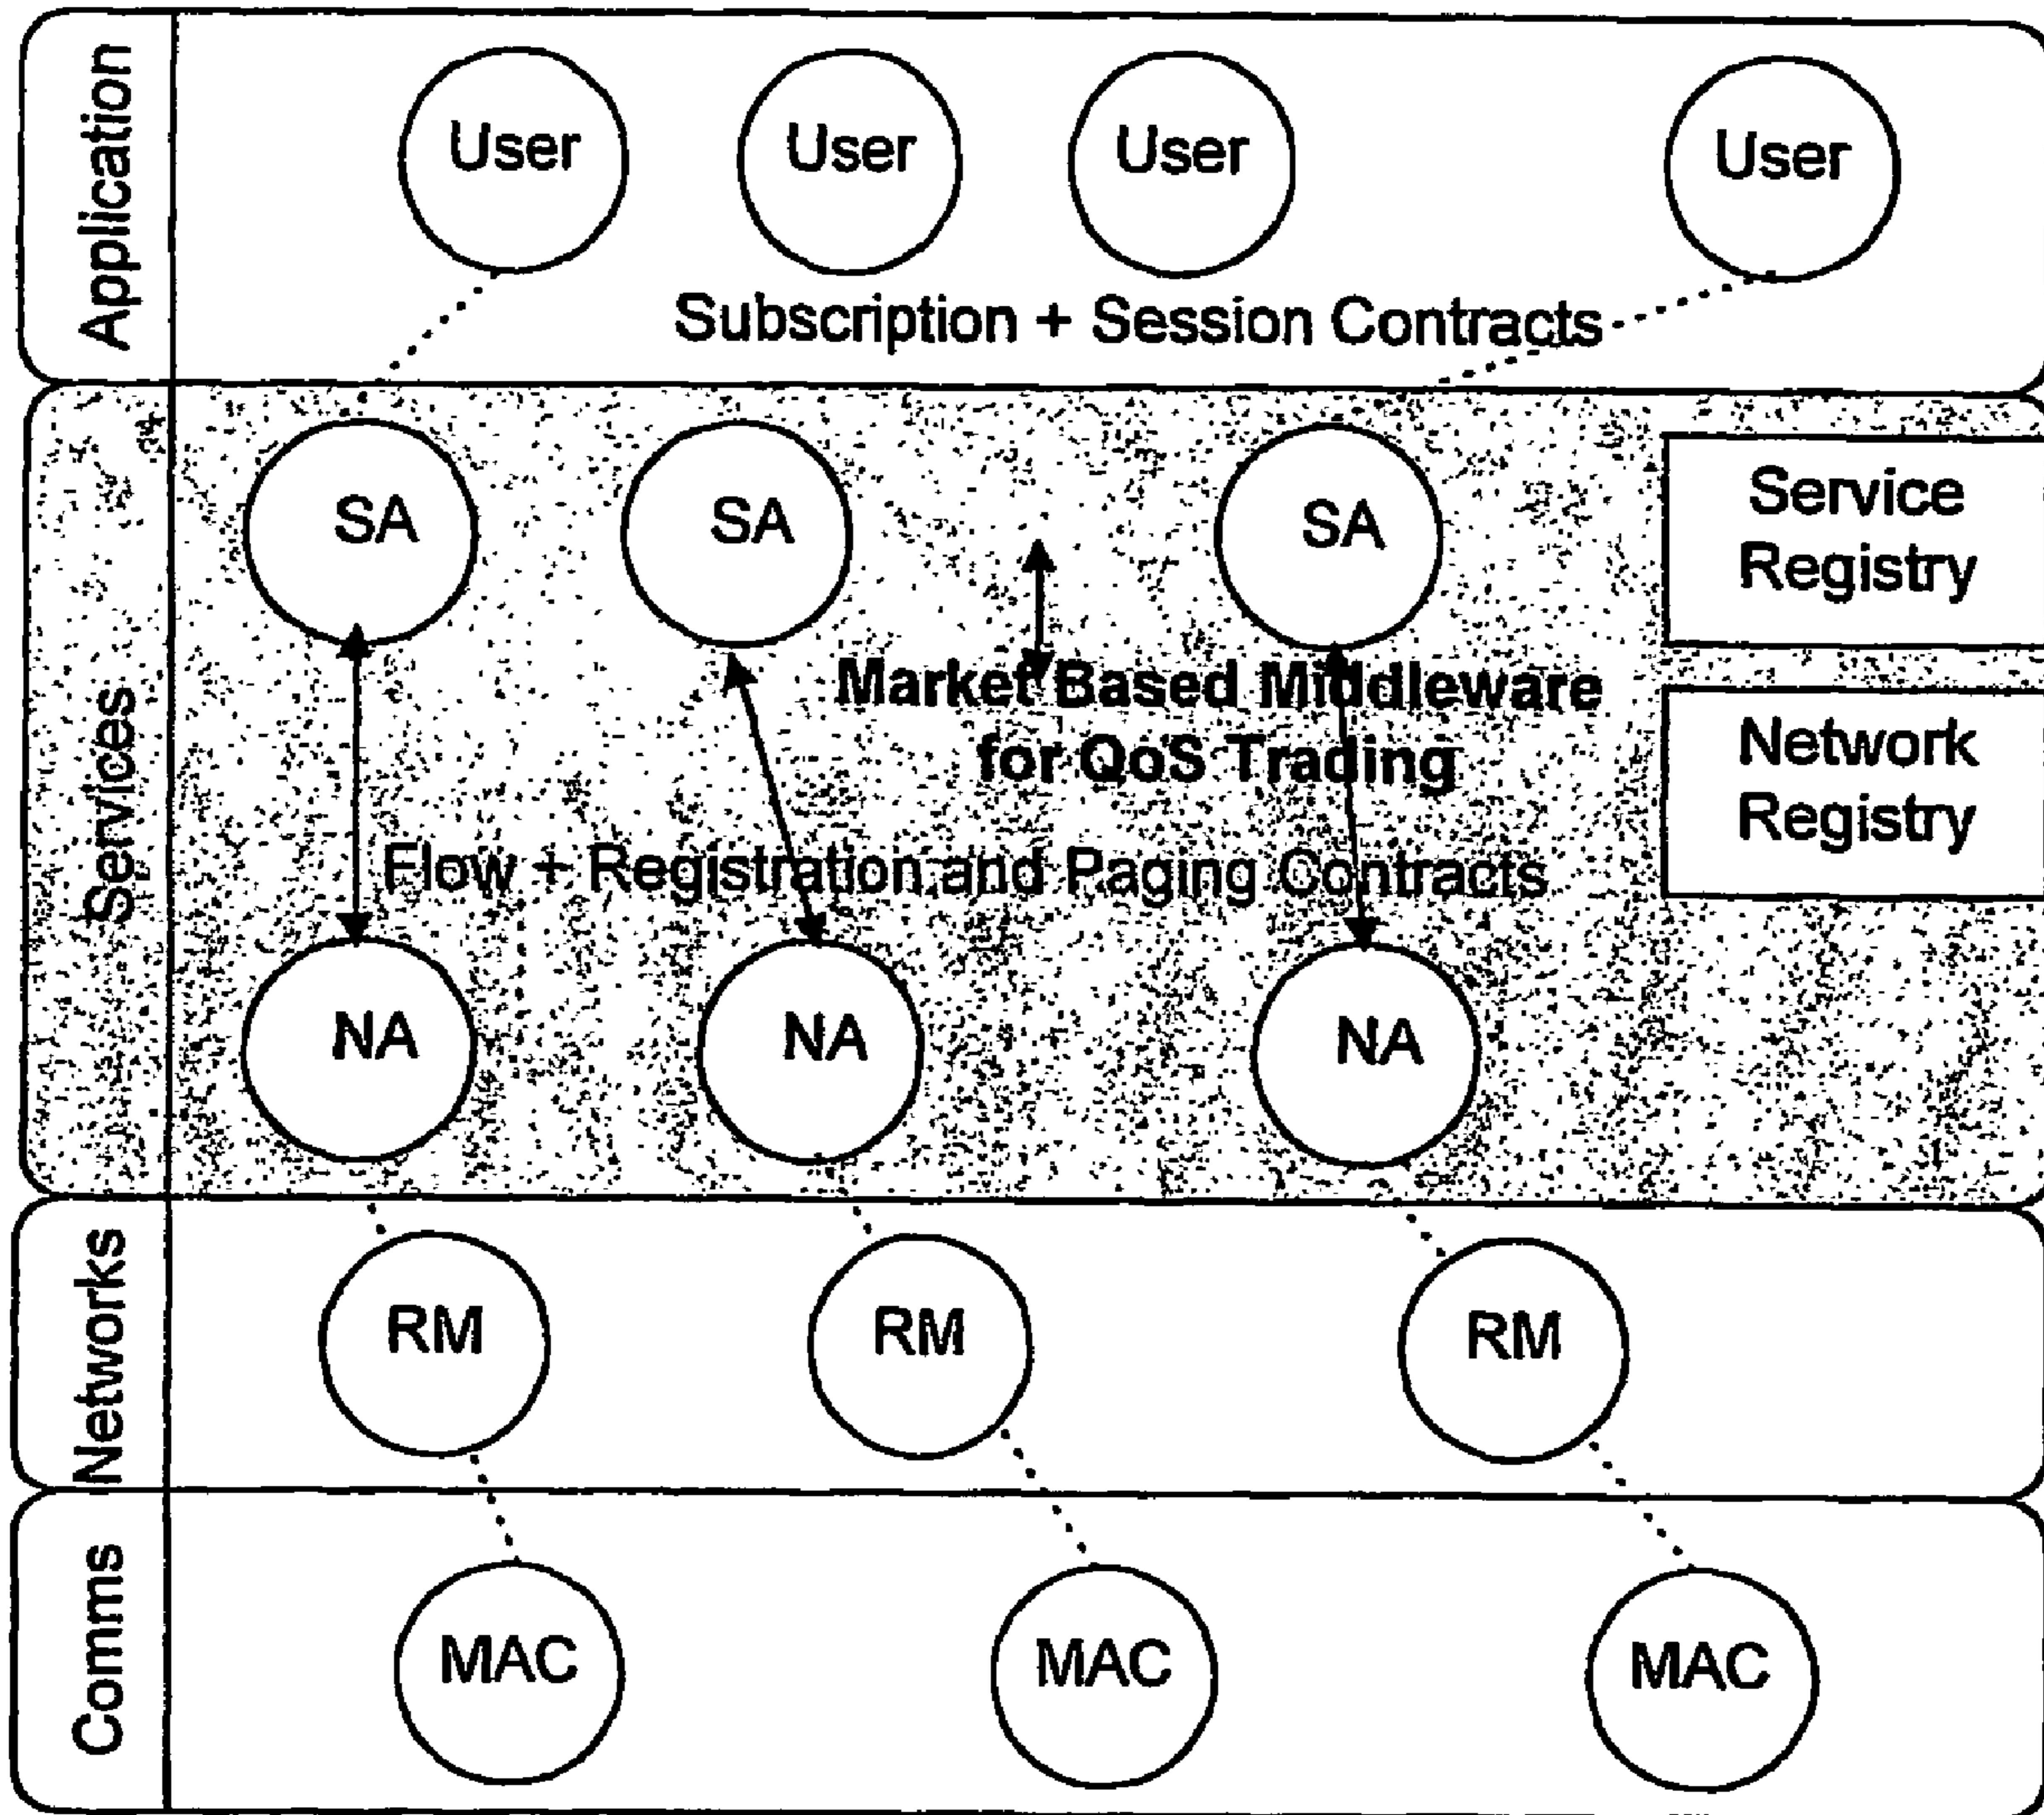 Application
User
User
User
User
Subscription + Session Contracts
Services
SA
SA
SA
Service
Registry
Market Based Middleware
for QoS Trading
Network
Registry
Flow + Registration and Paging Contracts
NA
NA
NA
Networks
RM
RM
RM
Comms
MAC
MAC
MAC